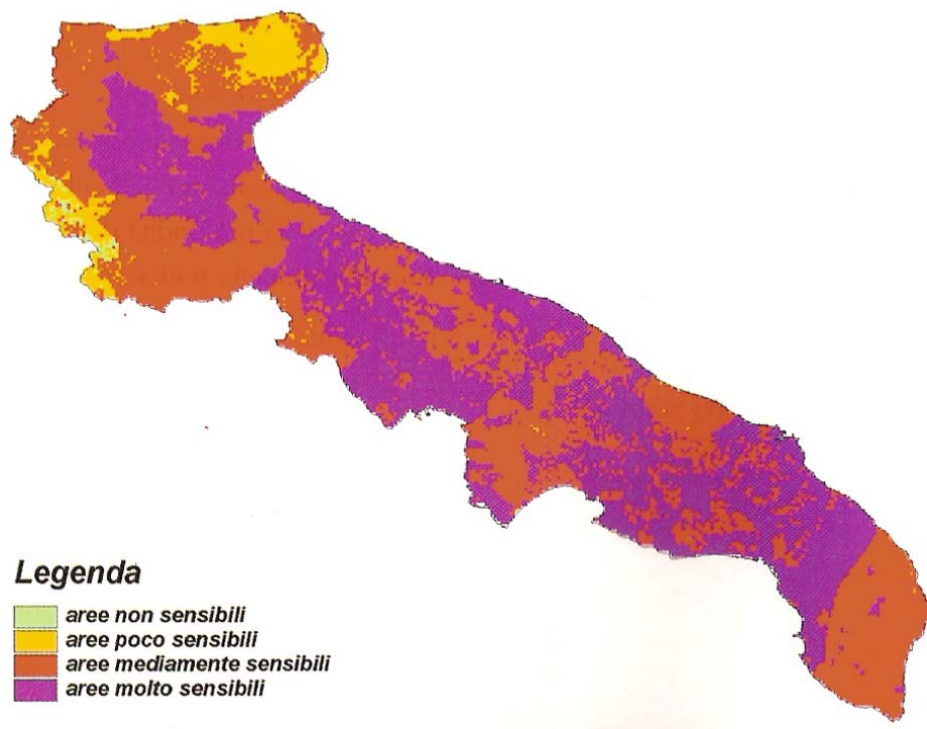 Legenda
aree non sensibili
aree poco sensibili
aree mediamente sensibili
aree molto sensibili